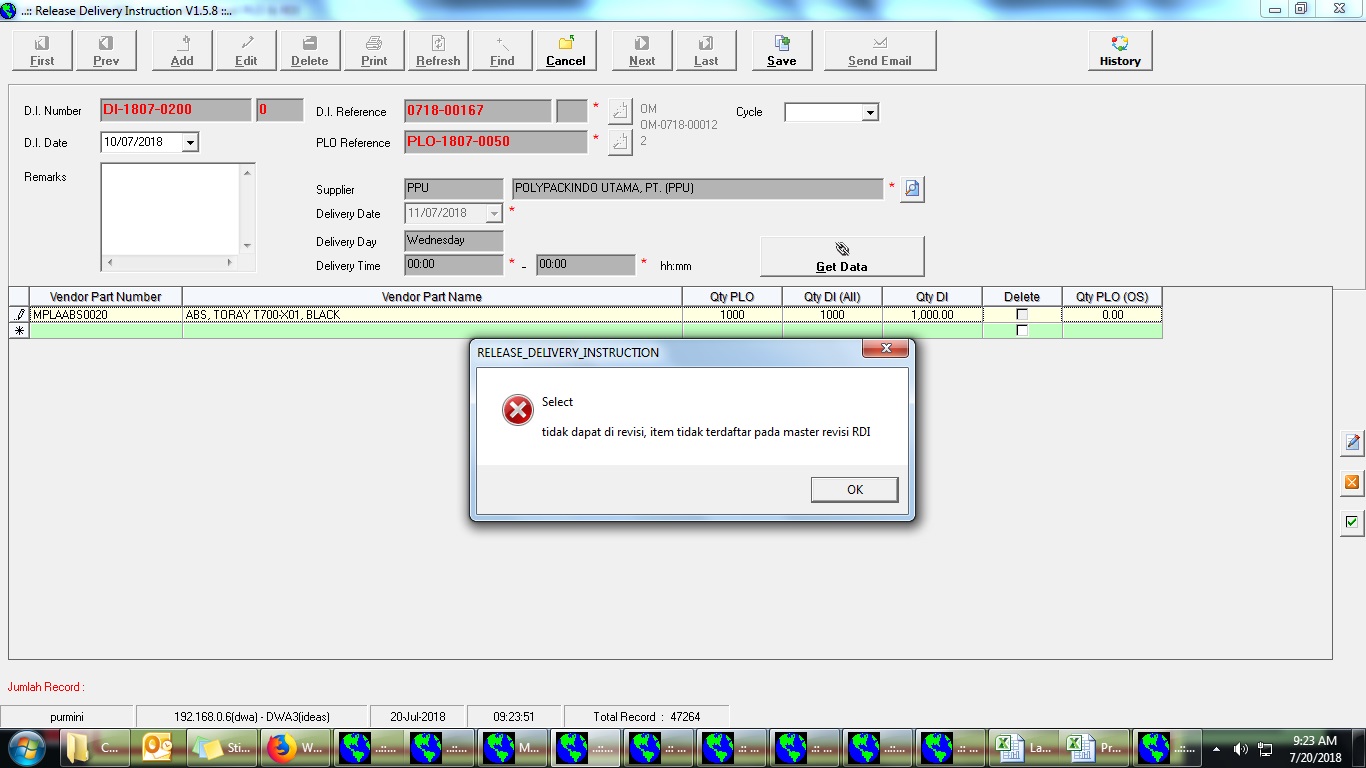 ..:: Release Delivery Instruction V1.5.8 ::..
First Prev Add Edit Delete Print Refresh Find Cancel Next Last Save Send Email History
D.I. Number DI-1807-0200 0 D.I. Reference 0718-00167 * OM Cycle
OM-0718-00012
D.I. Date 10/07/2018 PLO Reference PLO-1807-0050 * 2
Remarks
Supplier PPU POLYPACKINDO UTAMA, PT. (PPU) *
Delivery Date 11/07/2018 *
Delivery Day Wednesday
Delivery Time 00:00 * - 00:00 * hh:mm
Get Data
Vendor Part Number Vendor Part Name Qty PLO Qty DI (All) Qty DI Delete Qty PLO (OS)
MPLAABS0020 ABS, TORAY T700-X01, BLACK 1000 1000 1,000.00 0.00
RELEASE_DELIVERY_INSTRUCTION
Select
tidak dapat di revisi, item tidak terdaftar pada master revisi RDI
OK
Jumlah Record :
purmini 192.168.0.6(dwa) - DWA3(ideas) 20-Jul-2018 09:23:51 Total Record : 47264
C... Sti... W... ..::... ..::... M... ..::... ..:: ... ..:: ... ..:: ... ..::... ..:: ... La... Pr... ..::... 9:23 AM
7/20/2018